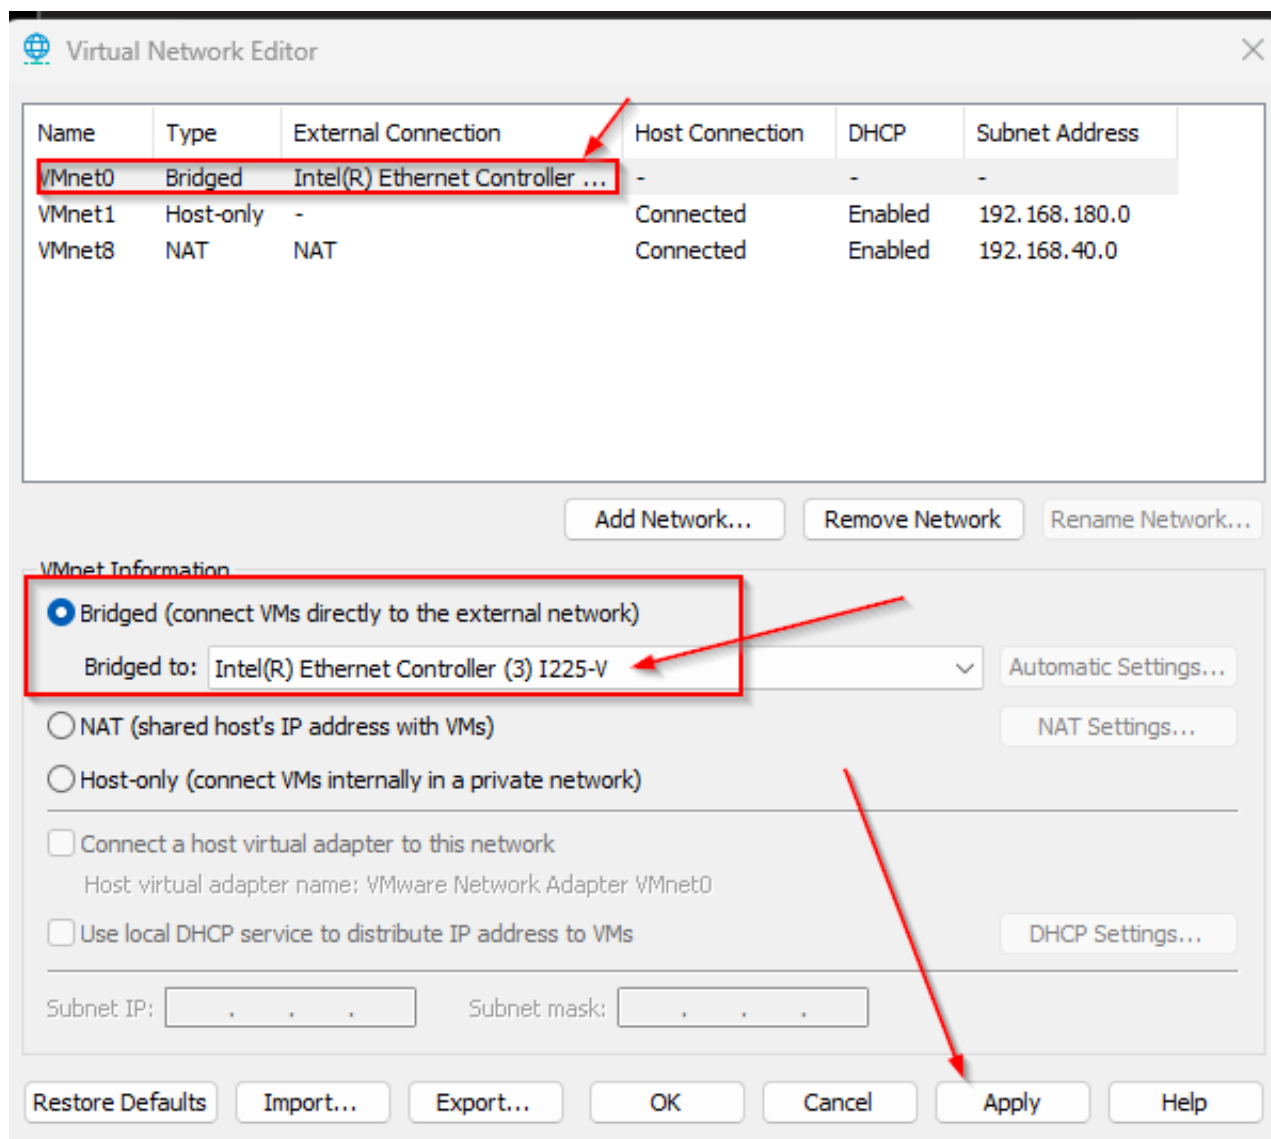 Virtual Network Editor
Name Type External Connection Host Connection DHCP Subnet Address
VMnet0 Bridged Intel(R) Ethernet Controller ... - - -
VMnet1 Host-only - Connected Enabled 192.168.180.0
VMnet8 NAT NAT Connected Enabled 192.168.40.0
Add Network... Remove Network Rename Network...
VMnet Information
Bridged (connect VMs directly to the external network)
Bridged to: Intel(R) Ethernet Controller (3) I225-V Automatic Settings...
NAT (shared host's IP address with VMs) NAT Settings...
Host-only (connect VMs internally in a private network)
Connect a host virtual adapter to this network
Host virtual adapter name: VMware Network Adapter VMnet0
Use local DHCP service to distribute IP address to VMs DHCP Settings...
Subnet IP: . . . Subnet mask: . . .
Restore Defaults Import... Export... OK Cancel Apply Help